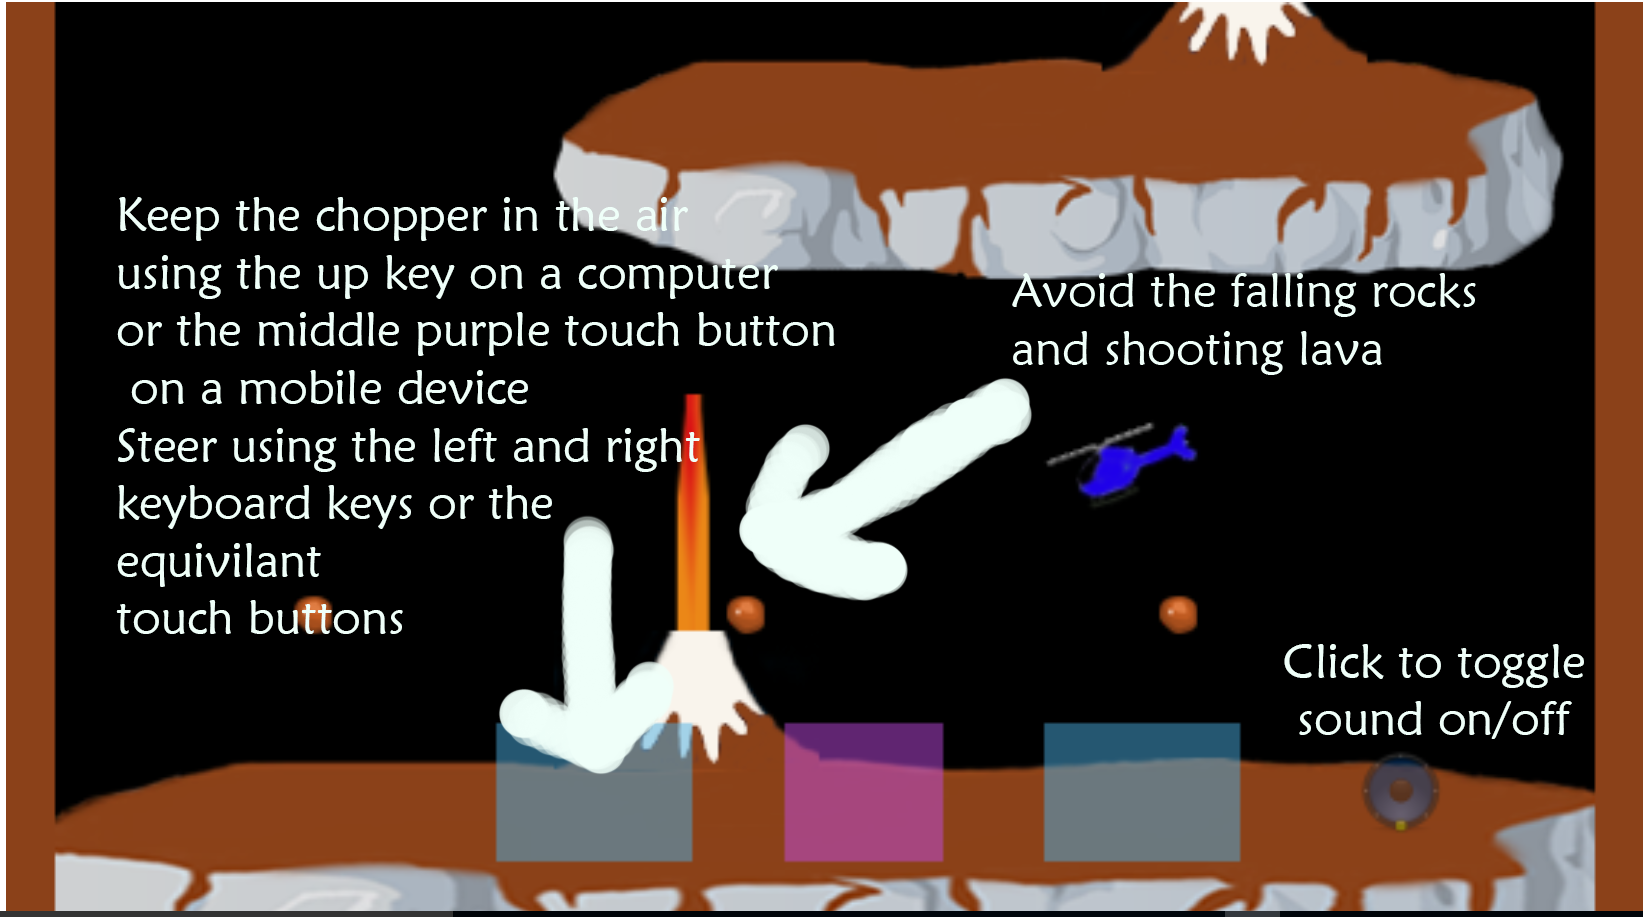 Keep the chopper in the air
using the up key on a computer
or the middle purple touch button
on a mobile device
Steer using the left and right
keyboard keys or the
equivilant
touch buttons
Avoid the falling rocks
and shooting lava
Click to toggle
sound on/off